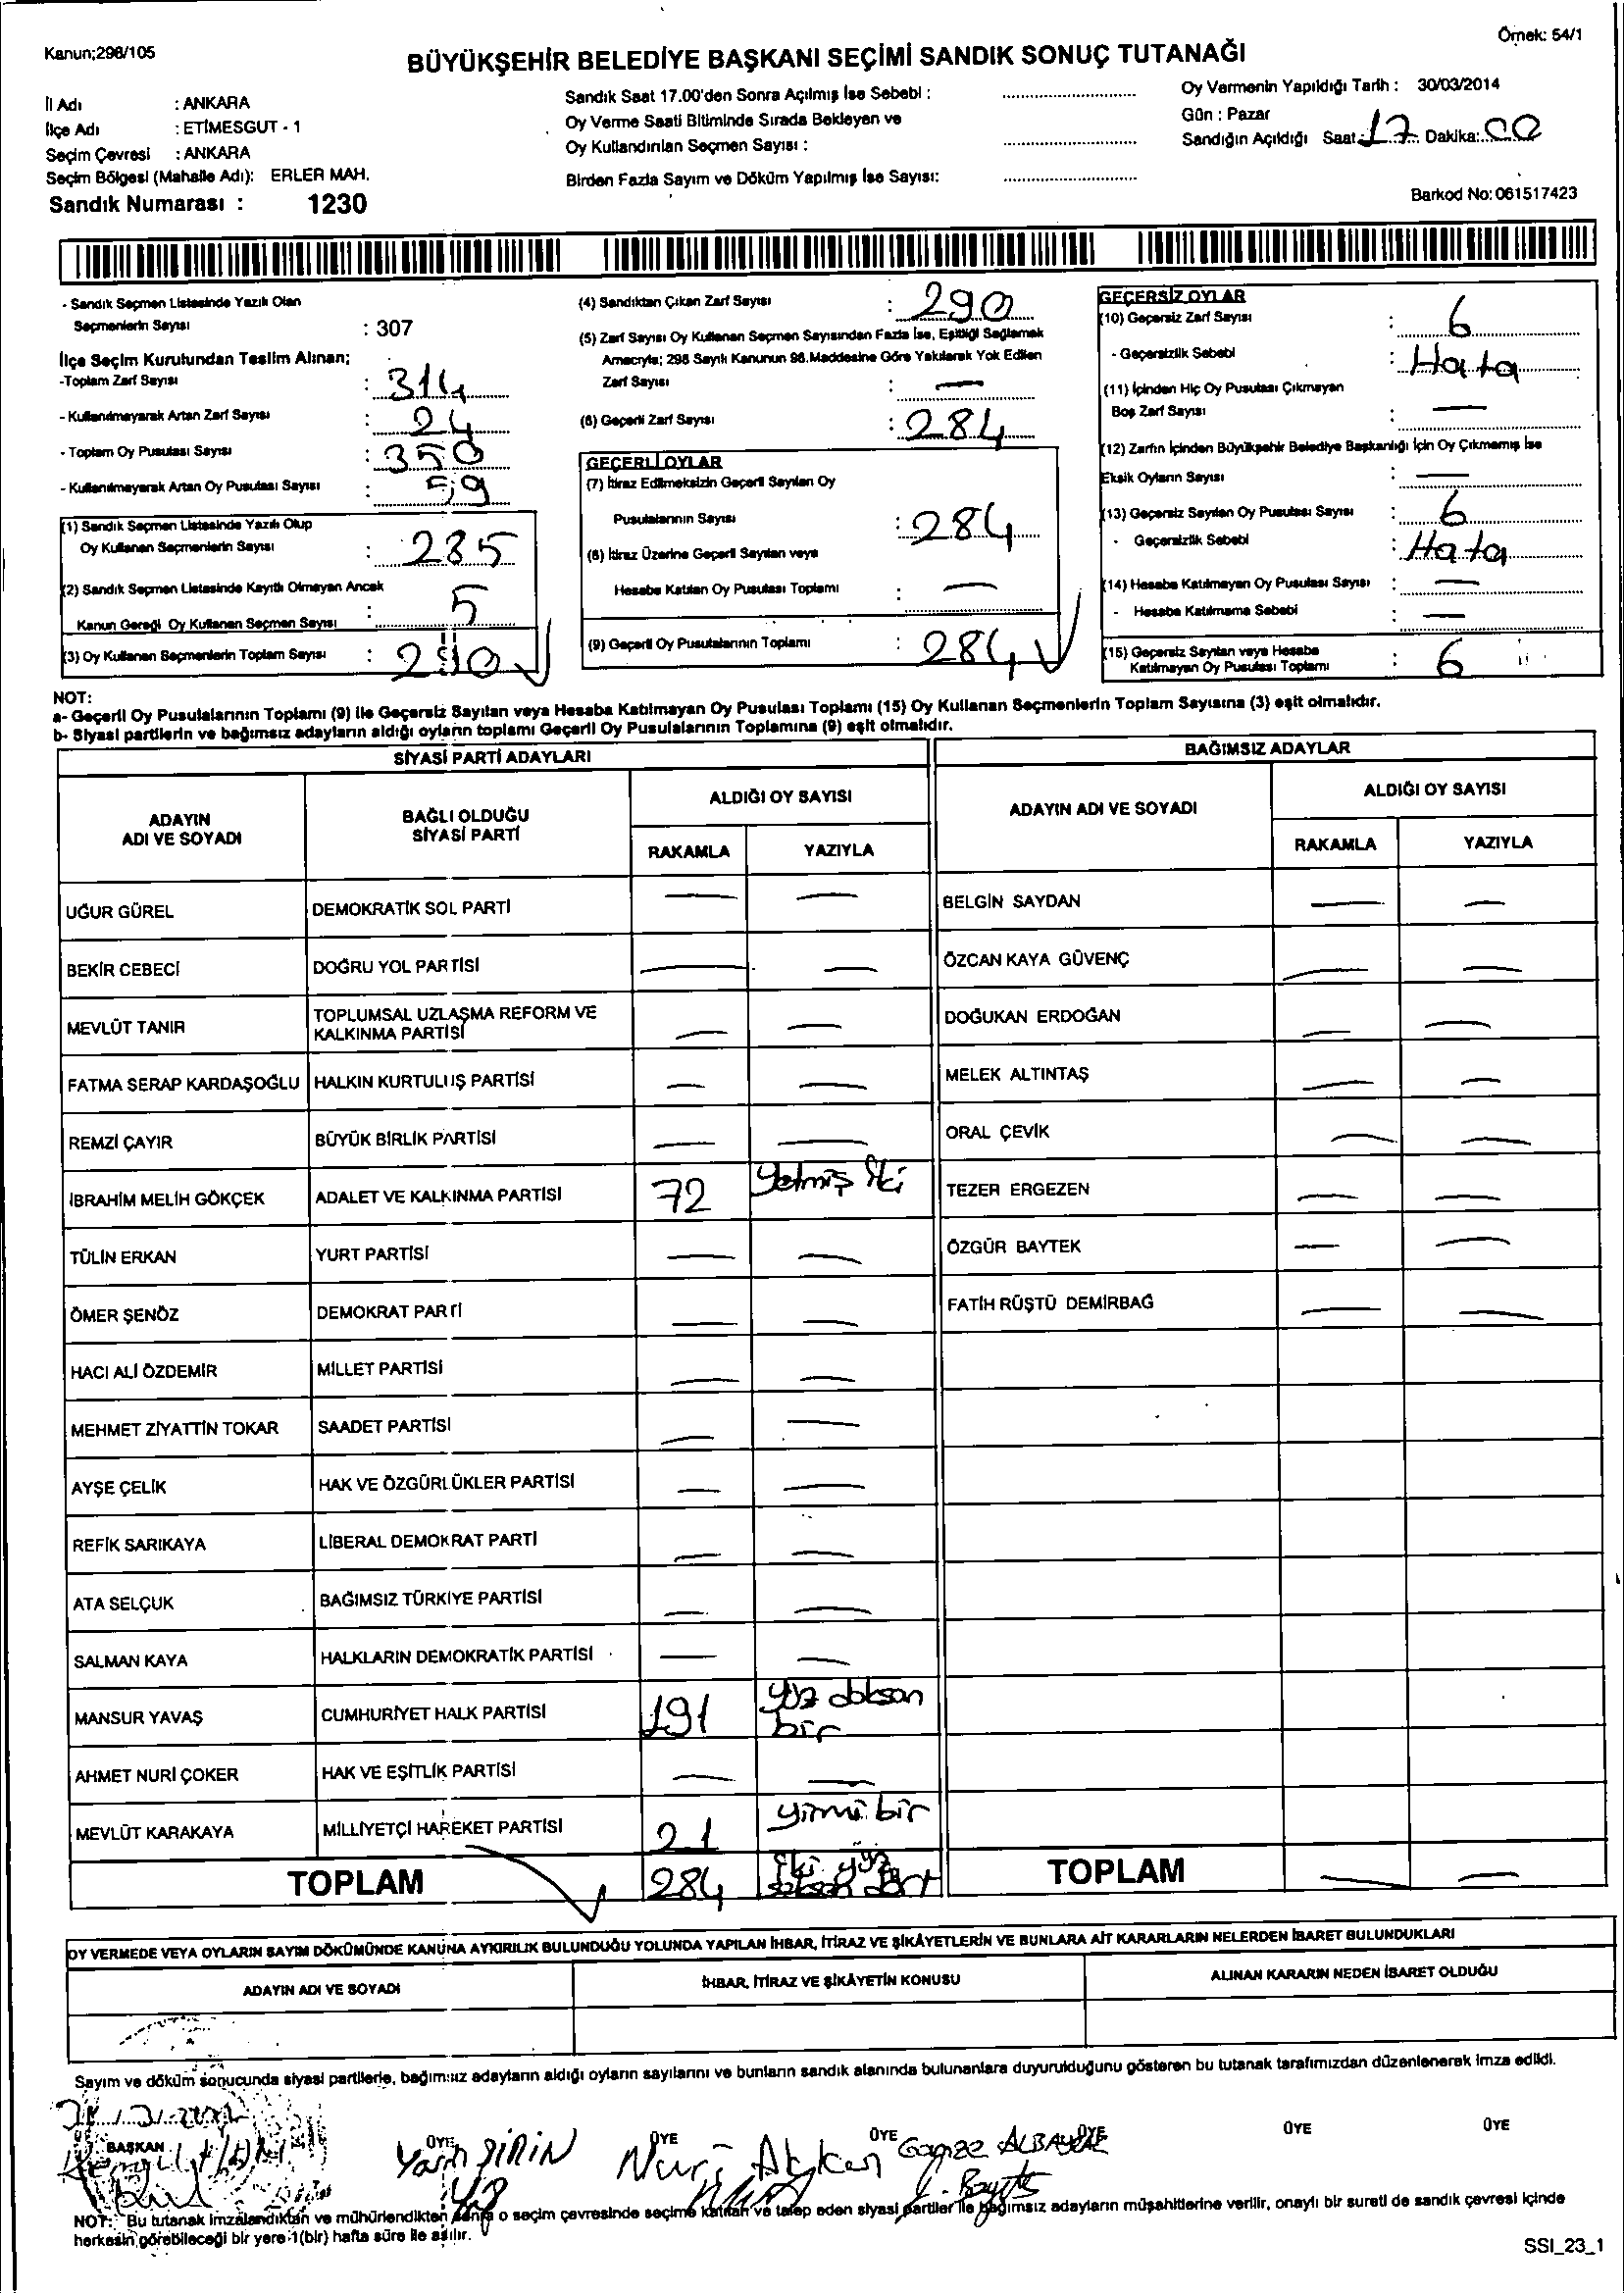 Kanun;298/105
Örnek: 54/1
BÜYÜKŞEHİR BELEDİYE BAŞKANI SEÇİMİ SANDIK SONUÇ TUTANAĞI
İl Adı : ANKARA
İlçe Adı : ETİMESGUT - 1
Seçim Çevresi : ANKARA
Seçim Bölgesi (Mahalle Adı): ERLER MAH.
Sandık Numarası : 1230
Sandık Saat 17.00'den Sonra Açılmış İse Sebebi :
Oy Verme Saati Bitiminde Sırada Bekleyen ve
Oy Kullandırılan Seçmen Sayısı :
Birden Fazla Sayım ve Döküm Yapılmış İse Sayısı:
Oy Vermenin Yapıldığı Tarih : 30/03/2014
Gün : Pazar
Sandığın Açıldığı Saat: 17 Dakika: 00
Barkod No: 061517423
- Sandık Seçmen Listesinde Yazılı Olan
Seçmenlerin Sayısı : 307
İlçe Seçim Kurulundan Teslim Alınan;
-Toplam Zarf Sayısı : 314
- Kullanılmayarak Artan Zarf Sayısı : 24
- Toplam Oy Pusulası Sayısı : 350
- Kullanılmayarak Artan Oy Pusulası Sayısı : 59
(1) Sandık Seçmen Listesinde Yazılı Olup
Oy Kullanan Seçmenlerin Sayısı : 285
(2) Sandık Seçmen Listesinde Kayıtlı Olmayan Ancak
Kanun Gereği Oy Kullanan Seçmen Sayısı : 5
(3) Oy Kullanan Seçmenlerin Toplam Sayısı : 290
(4) Sandıktan Çıkan Zarf Sayısı : 290
(5) Zarf Sayısı Oy Kullanan Seçmen Sayısından Fazla İse, Eşitliği Sağlamak
Amacıyla; 298 Sayılı Kanunun 98.Maddesine Göre Yakılarak Yok Edilen
Zarf Sayısı : —
(6) Geçerli Zarf Sayısı : 284
GEÇERLİ OYLAR
(7) İtiraz Edilmeksizin Geçerli Sayılan Oy
Pusulalarının Sayısı : 284
(8) İtiraz Üzerine Geçerli Sayılan veya
Hesaba Katılan Oy Pusulası Toplamı : —
(9) Geçerli Oy Pusulalarının Toplamı : 284
GEÇERSİZ OYLAR
(10) Geçersiz Zarf Sayısı : 6
- Geçersizlik Sebebi : Hata
(11) İçinden Hiç Oy Pusulası Çıkmayan
Boş Zarf Sayısı : —
(12) Zarfın İçinden Büyükşehir Belediye Başkanlığı İçin Oy Çıkmamış İse
Eksik Oyların Sayısı : —
(13) Geçersiz Sayılan Oy Pusulası Sayısı : 6
- Geçersizlik Sebebi : Hata
(14) Hesaba Katılmayan Oy Pusulası Sayısı : —
- Hesaba Katılmama Sebebi : —
(15) Geçersiz Sayılan veya Hesaba
Katılmayan Oy Pusulası Toplamı : 6
NOT:
a- Geçerli Oy Pusulalarının Toplamı (9) ile Geçersiz Sayılan veya Hesaba Katılmayan Oy Pusulası Toplamı (15) Oy Kullanan Seçmenlerin Toplam Sayısına (3) eşit olmalıdır.
b- Siyasi partilerin ve bağımsız adayların aldığı oyların toplamı Geçerli Oy Pusulalarının Toplamına (9) eşit olmalıdır.
SİYASİ PARTİ ADAYLARI
ADAYIN ADI VE SOYADI
BAĞLI OLDUĞU SİYASİ PARTİ
ALDIĞI OY SAYISI
RAKAMLA YAZIYLA
UĞUR GÜREL DEMOKRATİK SOL PARTİ — —
BEKİR CEBECİ DOĞRU YOL PARTİSİ — —
MEVLÜT TANIR TOPLUMSAL UZLAŞMA REFORM VE KALKINMA PARTİSİ — —
FATMA SERAP KARDAŞOĞLU HALKIN KURTULUŞ PARTİSİ — —
REMZİ ÇAYIR BÜYÜK BİRLİK PARTİSİ — —
İBRAHİM MELİH GÖKÇEK ADALET VE KALKINMA PARTİSİ 72 yetmiş iki
TÜLİN ERKAN YURT PARTİSİ — —
ÖMER ŞENÖZ DEMOKRAT PARTİ — —
HACI ALİ ÖZDEMİR MİLLET PARTİSİ — —
MEHMET ZİYATTİN TOKAR SAADET PARTİSİ — —
AYŞE ÇELİK HAK VE ÖZGÜRLÜKLER PARTİSİ — —
REFİK SARIKAYA LİBERAL DEMOKRAT PARTİ — —
ATA SELÇUK BAĞIMSIZ TÜRKİYE PARTİSİ — —
SALMAN KAYA HALKLARIN DEMOKRATİK PARTİSİ — —
MANSUR YAVAŞ CUMHURİYET HALK PARTİSİ 191 yüz doksan bir
AHMET NURİ ÇOKER HAK VE EŞİTLİK PARTİSİ — —
MEVLÜT KARAKAYA MİLLİYETÇİ HAREKET PARTİSİ 21 yirmi bir
TOPLAM 284 iki yüz seksen dört
BAĞIMSIZ ADAYLAR
ADAYIN ADI VE SOYADI
ALDIĞI OY SAYISI
RAKAMLA YAZIYLA
BELGİN SAYDAN — —
ÖZCAN KAYA GÜVENÇ — —
DOĞUKAN ERDOĞAN — —
MELEK ALTINTAŞ — —
ORAL ÇEVİK — —
TEZER ERGEZEN — —
ÖZGÜR BAYTEK — —
FATİH RÜŞTÜ DEMİRBAĞ — —
TOPLAM — —
OY VERMEDE VEYA OYLARIN SAYIM DÖKÜMÜNDE KANUNA AYKIRILIK BULUNDUĞU YOLUNDA YAPILAN İHBAR, İTİRAZ VE ŞİKÂYETLERİN VE BUNLARA AİT KARARLARIN NELERDEN İBARET BULUNDUKLARI
ADAYIN ADI VE SOYADI
İHBAR, İTİRAZ VE ŞİKÂYETİN KONUSU
ALINAN KARARIN NEDEN İBARET OLDUĞU
Sayım ve döküm sonucunda siyasi partilerle, bağımsız adayların aldığı oyların sayılarını ve bunların sandık alanında bulunanlara duyurulduğunu gösteren bu tutanak tarafımızdan düzenlenerek imza edildi.
BAŞKAN ÜYE ÜYE ÜYE ÜYE ÜYE
ŞİRİN Nuri
NOT: Bu tutanak imzalandıktan ve mühürlendikten sonra o seçim çevresinde seçime katılan ve talep eden siyasi partiler ile bağımsız adayların müşahitlerine verilir, onaylı bir sureti de sandık çevresi içinde
herkesin görebileceği bir yere 1(bir) hafta süre ile asılır.
SSI_23_1